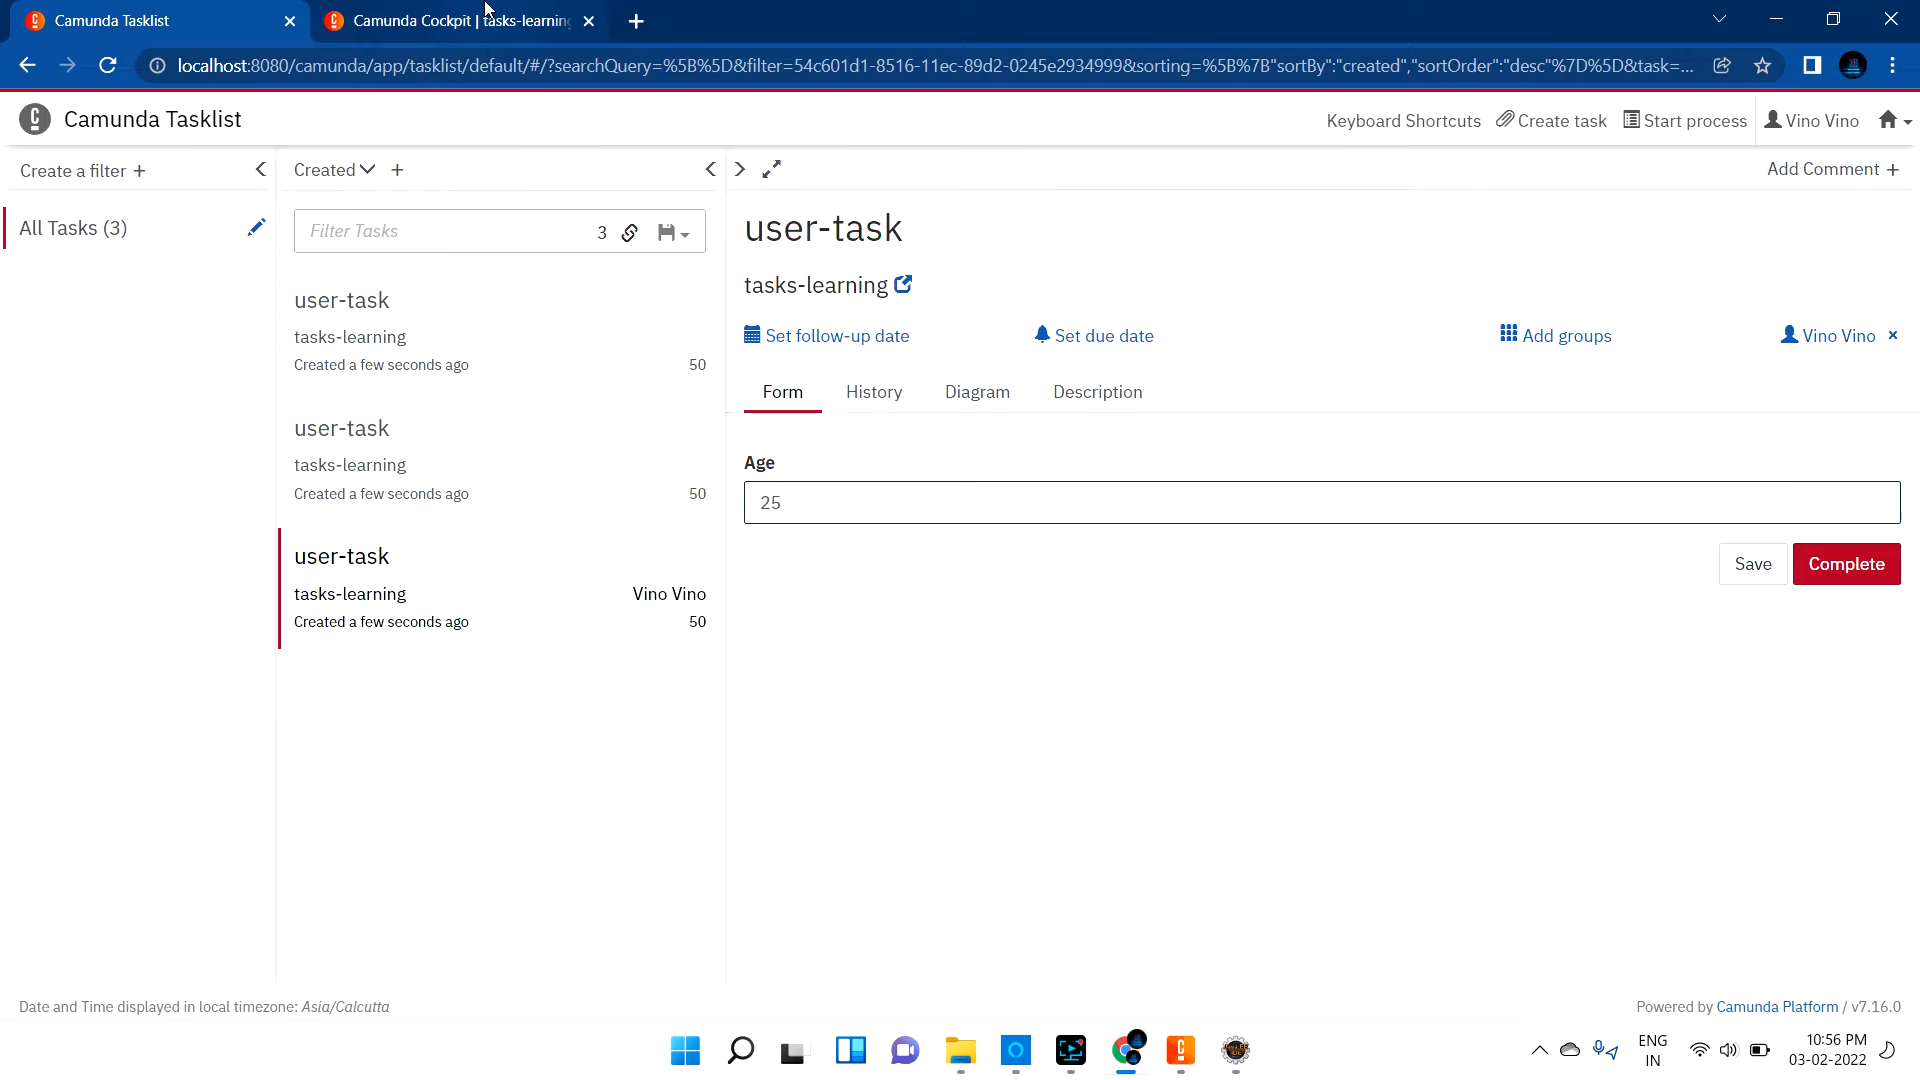 Camunda Tasklist
Camunda Cockpit | tasks-learning
localhost:8080/camunda/app/tasklist/default/#/?searchQuery=%5B%5D&filter=54c601d1-8516-11ec-89d2-0245e2934999&sorting=%5B%7B"sortBy":"created","sortOrder":"desc"%7D%5D&task=...
Camunda Tasklist
Keyboard Shortcuts
Create task
Start process
Vino Vino
Create a filter +
Created +
Add Comment +
All Tasks (3)
Filter Tasks 3
user-task
tasks-learning
Created a few seconds ago 50
user-task
tasks-learning
Created a few seconds ago 50
user-task
tasks-learning Vino Vino
Created a few seconds ago 50
user-task
tasks-learning
Set follow-up date
Set due date
Add groups
Vino Vino ×
Form History Diagram Description
Age
25
Save Complete
Date and Time displayed in local timezone: Asia/Calcutta
Powered by Camunda Platform / v7.16.0
ENG
IN
10:56 PM
03-02-2022